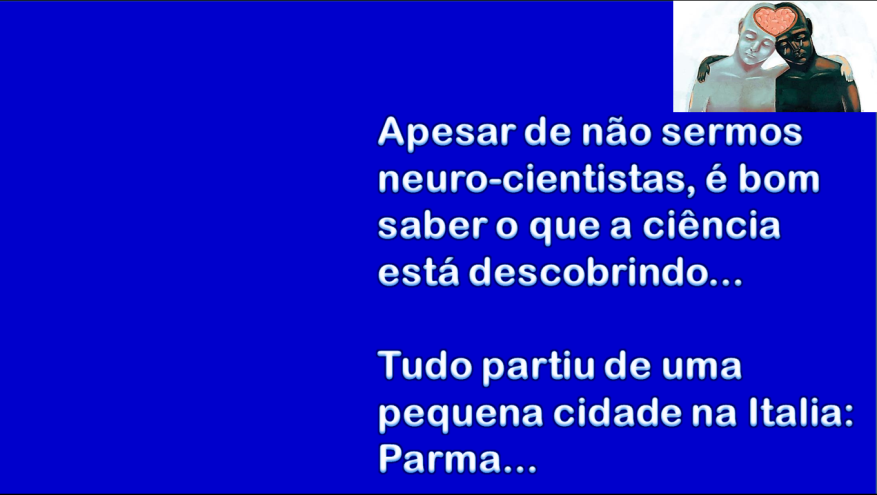 Apesar de não sermos
neuro-cientistas, é bom
saber o que a ciência
está descobrindo...
Tudo partiu de uma
pequena cidade na Italia:
Parma...